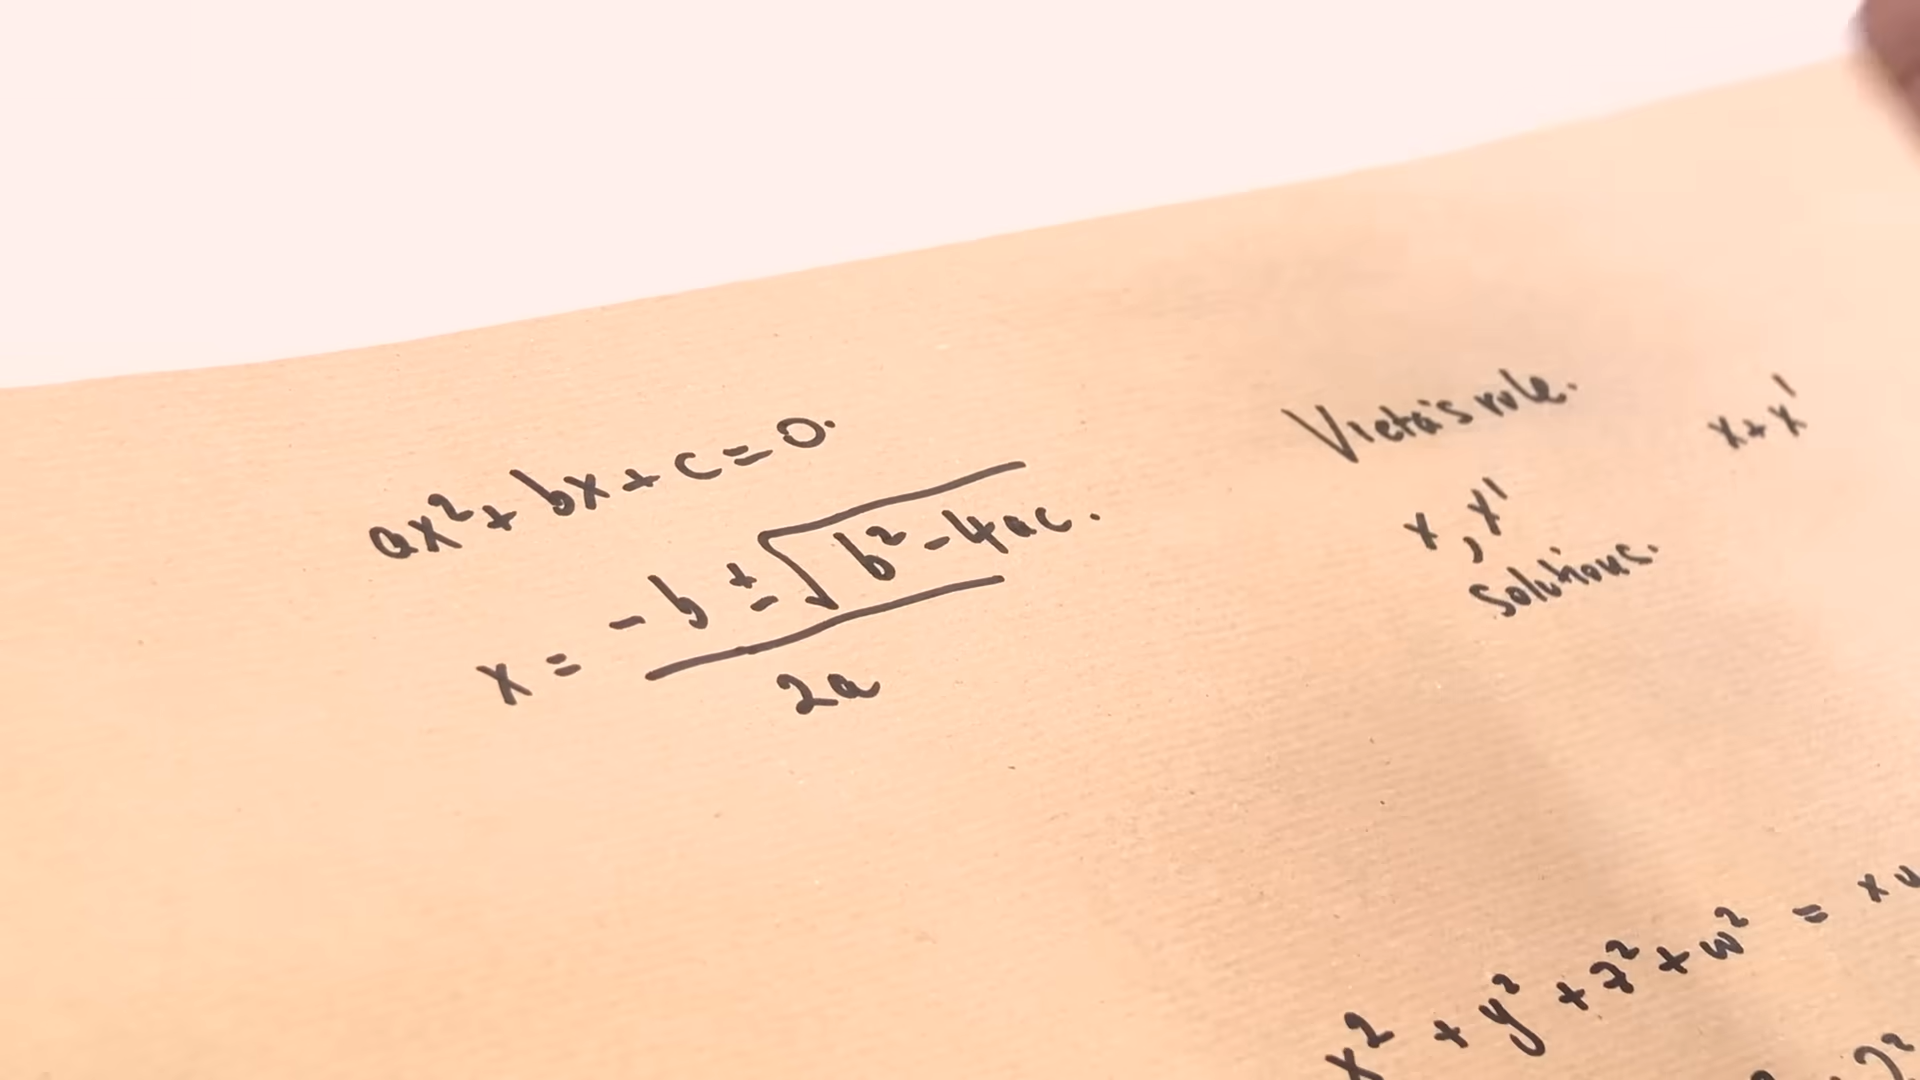 ax² + bx + c = 0.
x = -b ± √b² - 4ac.
2a
Vieta's rule.
x + x'
x, x'
Solutions.
x² + y² + z² + w² = x